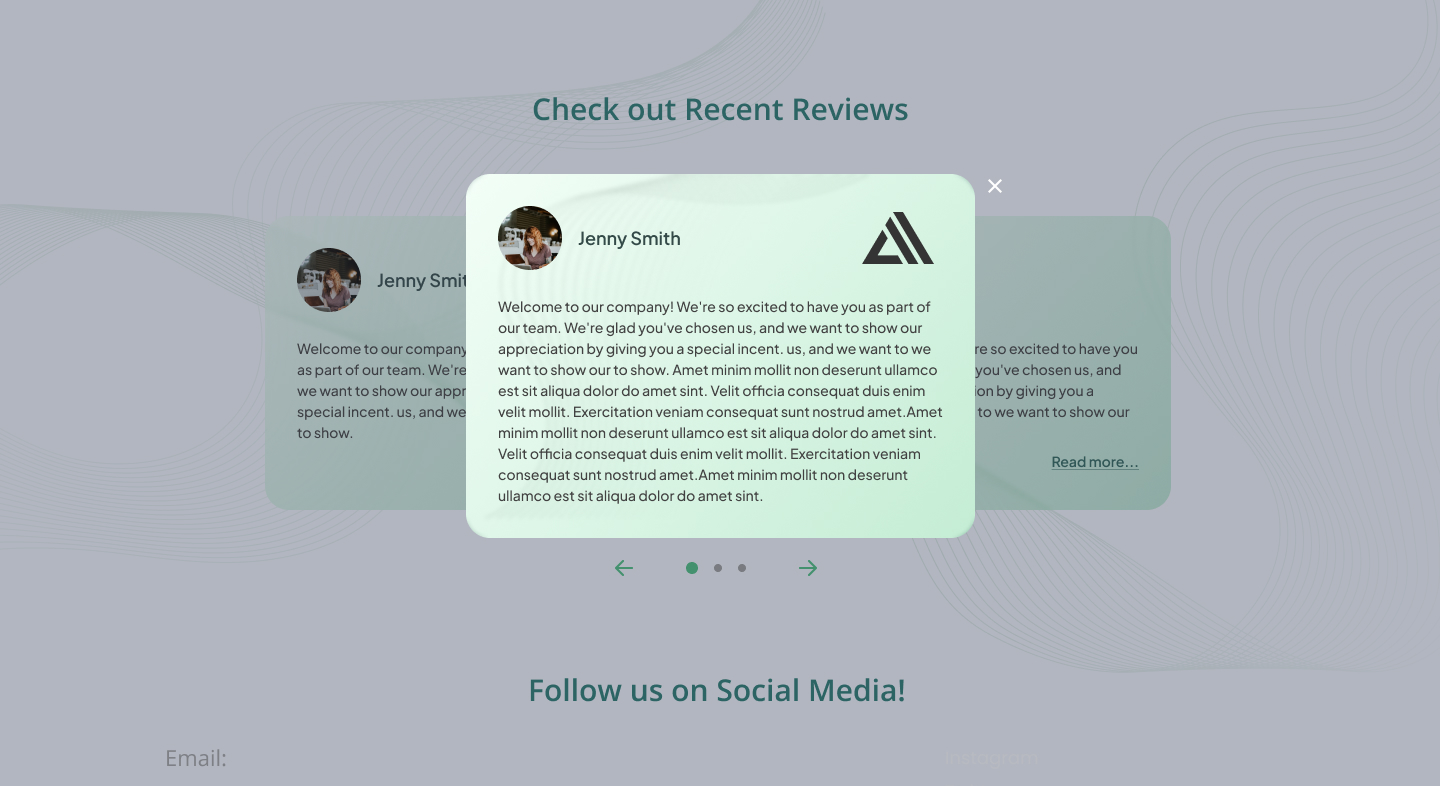 Check out Recent Reviews
Jenny Smith
Welcome to our company! We're so excited to have you as part of
our team. We're glad you've chosen us, and we want to show our
appreciation by giving you a special incent. us, and we want to we
want to show our to show. Amet minim mollit non deserunt ullamco
est sit aliqua dolor do amet sint. Velit officia consequat duis enim
velit mollit. Exercitation veniam consequat sunt nostrud amet.Amet
minim mollit non deserunt ullamco est sit aliqua dolor do amet sint.
Velit officia consequat duis enim velit mollit. Exercitation veniam
consequat sunt nostrud amet.Amet minim mollit non deserunt
ullamco est sit aliqua dolor do amet sint.
Jenny Smit
Welcome to our company
as part of our team. We're
we want to show our appr
special incent. us, and we
to show.
re so excited to have you
you've chosen us, and
ion by giving you a
to we want to show our
Read more...
Follow us on Social Media!
Email:
Instagram